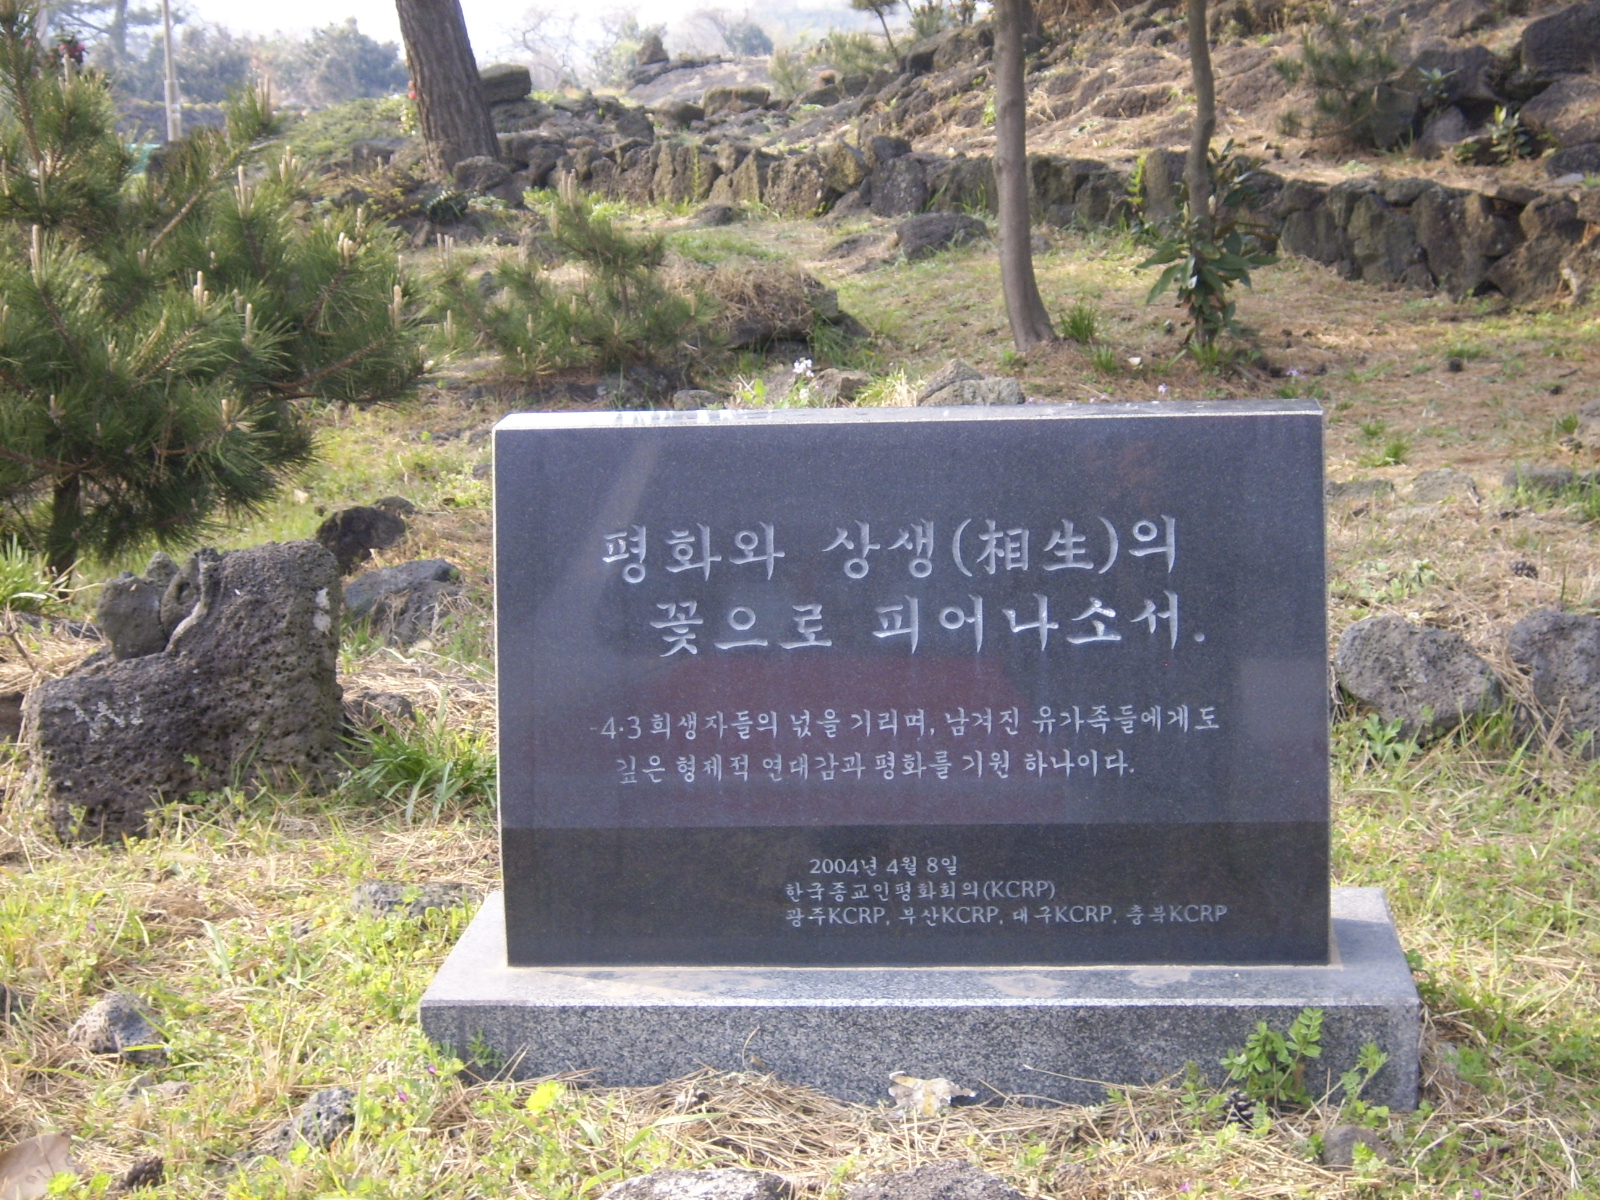 평화와 상생(相生)의
꽃으로 피어나소서.
-4·3 희생자들의 넋을 기리며, 남겨진 유가족들에게도
깊은 형제적 연대감과 평화를 기원 하나이다.
2004년 4월 8일
한국종교인평화회의(KCRP)
광주KCRP, 부산KCRP, 대구KCRP, 충북KCRP